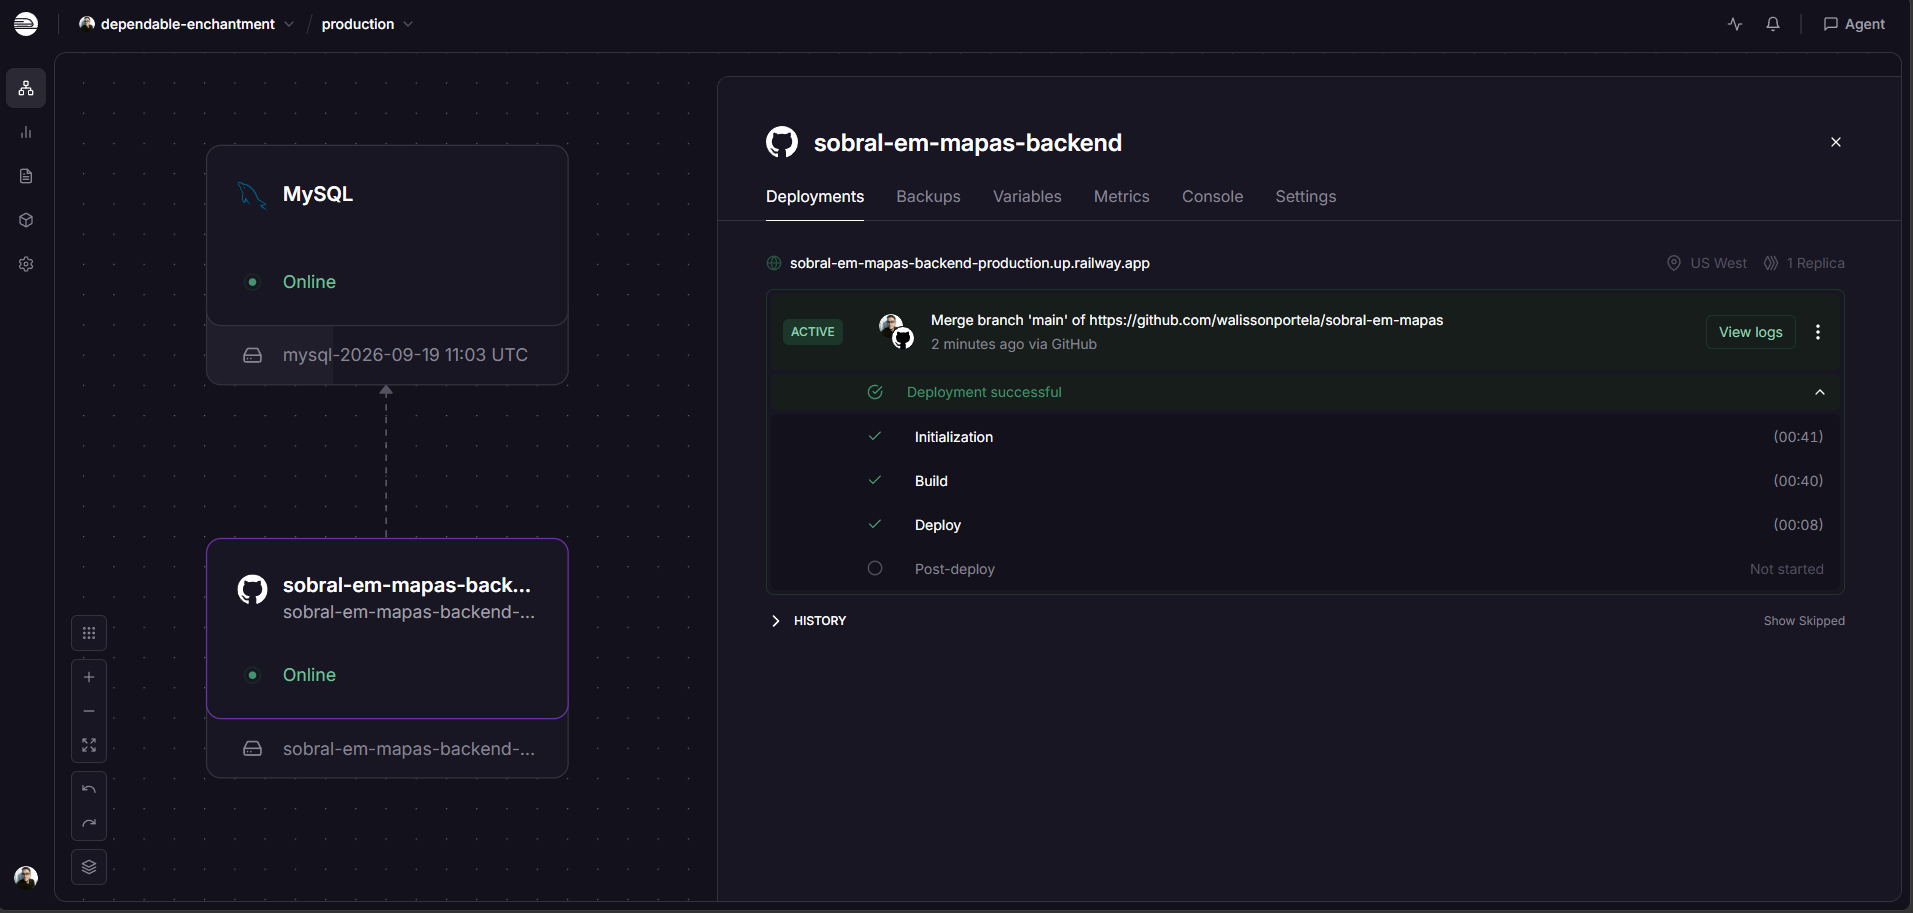 dependable-enchantment
production
Agent
MySQL
Online
mysql-2026-09-19 11:03 UTC
sobral-em-mapas-back...
sobral-em-mapas-backend-...
Online
sobral-em-mapas-backend-...
sobral-em-mapas-backend
Deployments Backups Variables Metrics Console Settings
sobral-em-mapas-backend-production.up.railway.app
US West 1 Replica
ACTIVE
Merge branch 'main' of https://github.com/walissonportela/sobral-em-mapas
2 minutes ago via GitHub
View logs
Deployment successful
Initialization (00:41)
Build (00:40)
Deploy (00:08)
Post-deploy Not started
HISTORY Show Skipped